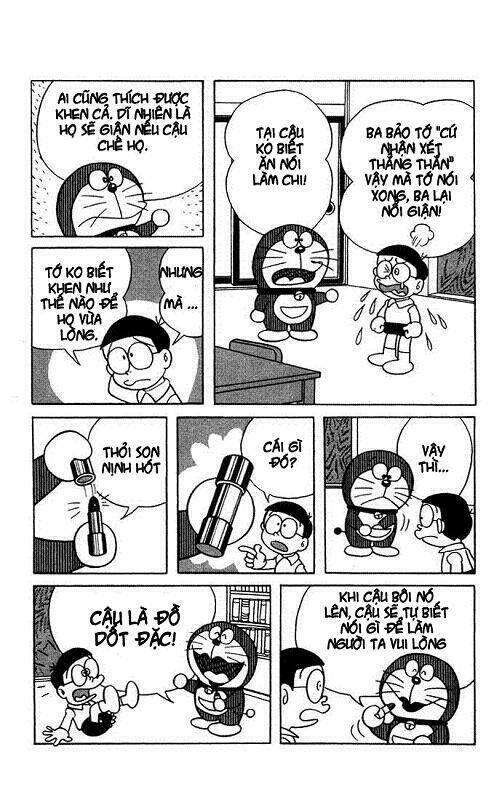 BA BẢO TỚ "CỨ
NHẬN XÉT
THẲNG THẮN"
VẬY MÀ TỚ NÓI
XONG, BA LẠI
NỔI GIẬN!
TẠI CẬU
KO BIẾT
ĂN NÓI
LÀM CHI!
AI CŨNG THÍCH ĐƯỢC
KHEN CẢ. DĨ NHIÊN LÀ
HỌ SẼ GIẬN NẾU CẬU
CHÊ HỌ.
NHƯNG
MÀ ...
TỚ KO BIẾT
KHEN NHƯ
THẾ NÀO ĐỂ
HỌ VỪA
LÒNG.
VẬY
THÌ...
CÁI GÌ
ĐÓ?
THỎI SON
NỊNH HÓT
KHI CẬU BÔI NÓ
LÊN, CẬU SẼ TỰ BIẾT
NÓI GÌ ĐỂ LÀM
NGƯỜI TA VUI LÒNG
CẬU LÀ ĐỒ
DỐT ĐẶC!